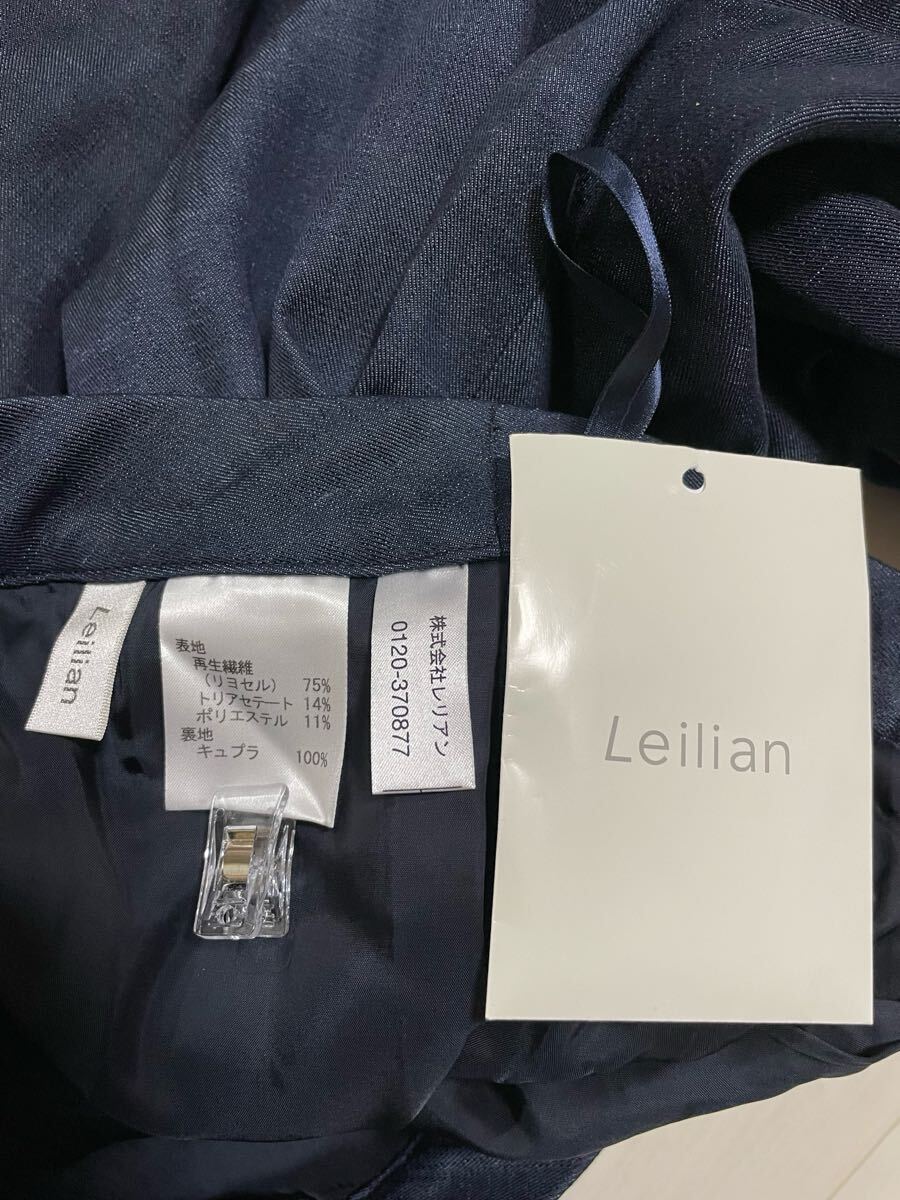 Leilian
表地
再生繊維
(リヨセル) 75%
トリアセテート 14%
ポリエステル 11%
裏地
キュプラ 100%
株式会社レリアン
0120-370877
Leilian